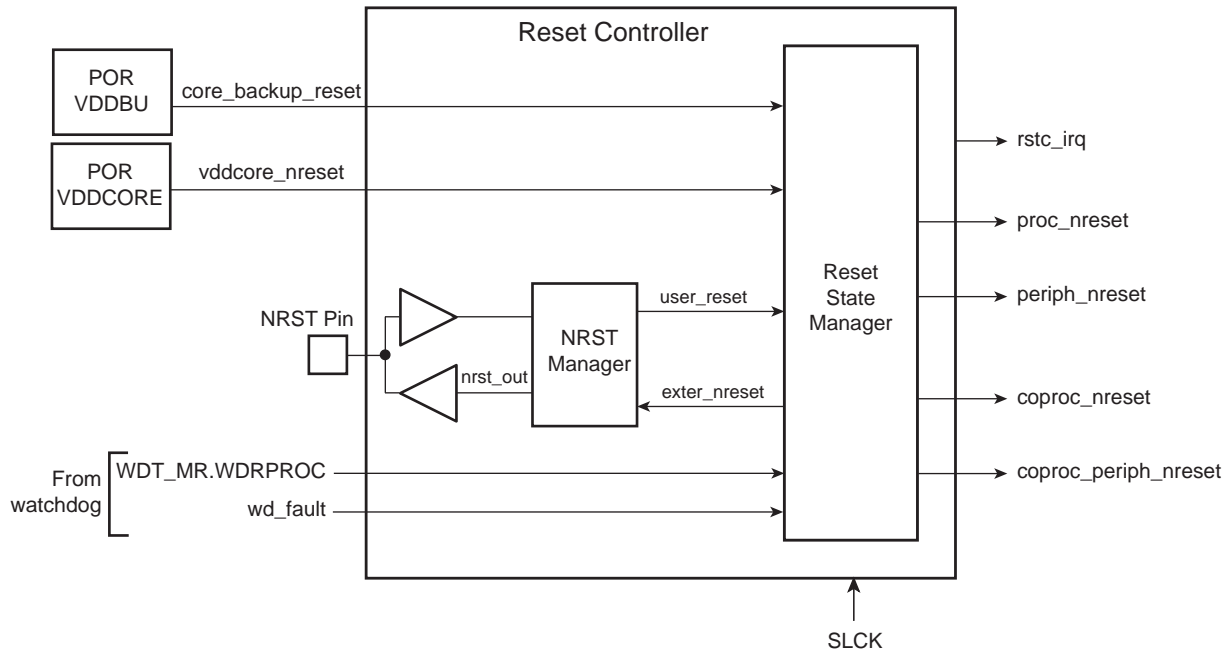 Reset Controller
POR
VDDBU
core_backup_reset
rstc_irq
POR
VDDCORE
vddcore_nreset
proc_nreset
Reset
State
Manager
periph_nreset
user_reset
NRST Pin
NRST
Manager
nrst_out
exter_nreset
coproc_nreset
From
watchdog
WDT_MR.WDRPROC
coproc_periph_nreset
wd_fault
SLCK